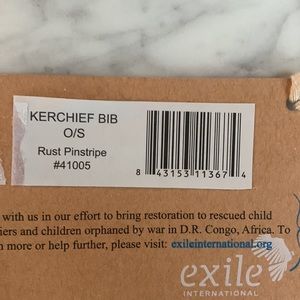 KERCHIEF BIB
O/S
Rust Pinstripe
#41005
8 43153 11367 4
with us in our effort to bring restoration to rescued child
iers and children orphaned by war in D.R. Congo, Africa. To
more or help further, please visit: exileinternational.org
exile
INTERNATIONAL